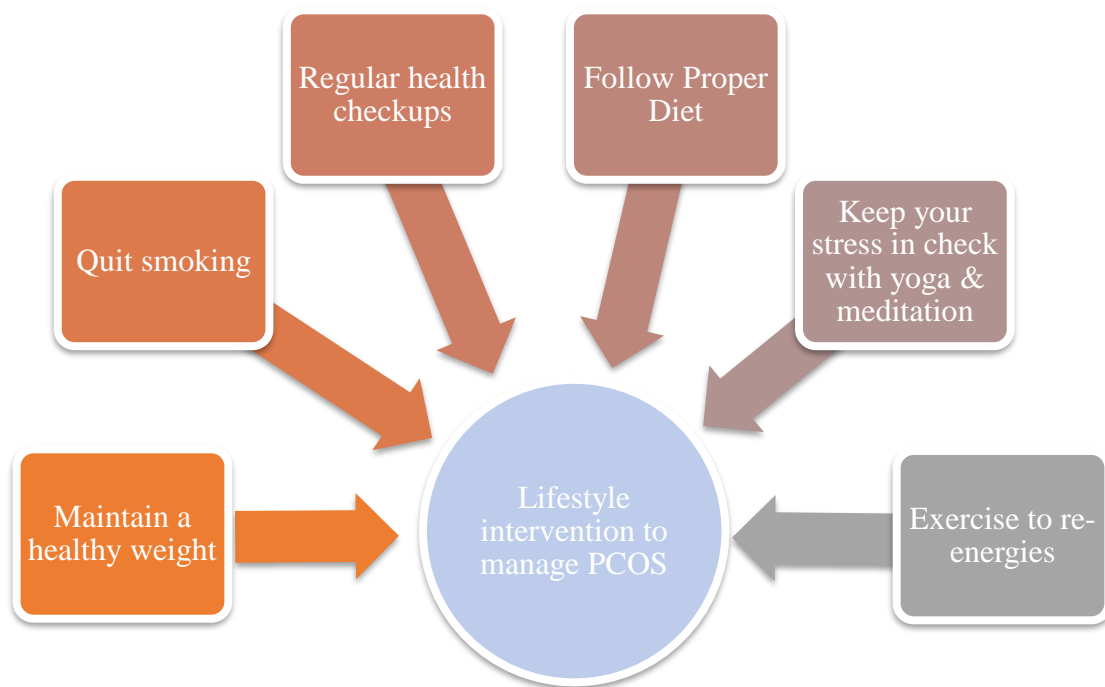 Maintain a
healthy weight
Quit smoking
Regular health
checkups
Follow Proper
Diet
Keep your
stress in check
with yoga &
meditation
Exercise to re-
energies
Lifestyle
intervention to
manage PCOS